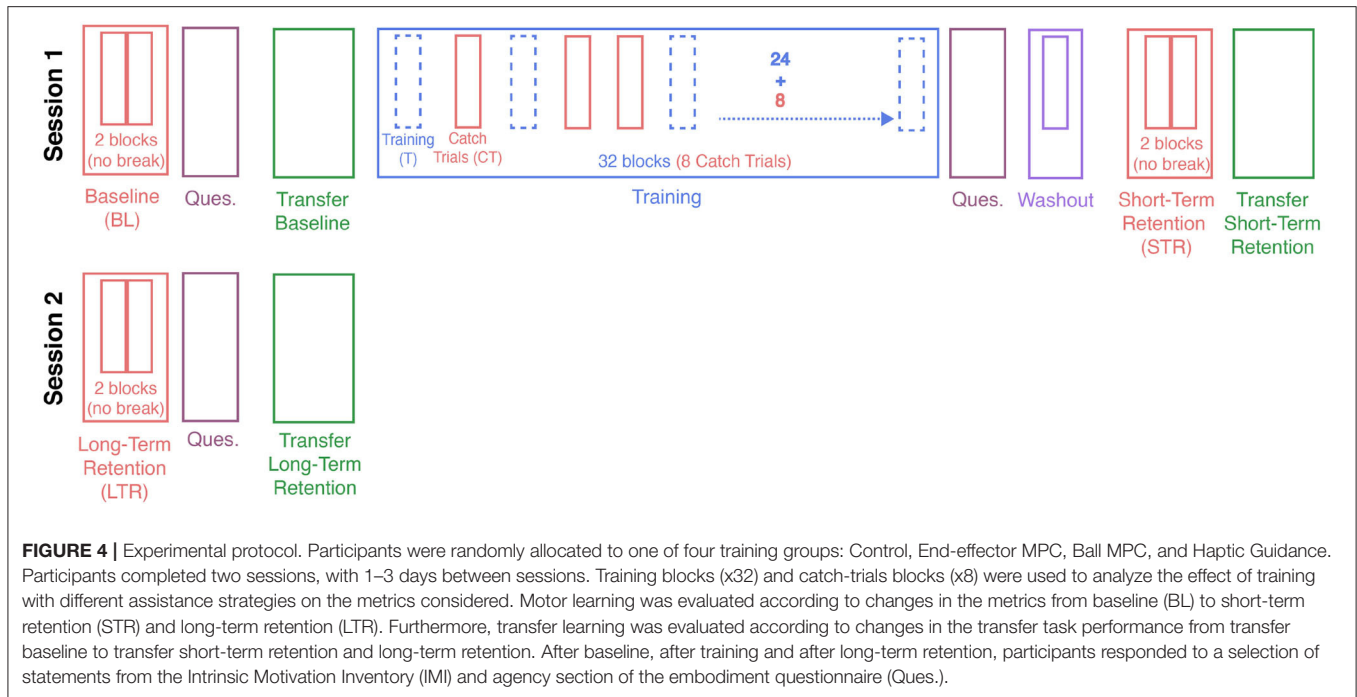 Session 1
2 blocks
(no break)
Baseline
(BL)
Ques.
Transfer
Baseline
Training
(T)
Catch
Trials (CT)
24
+
8
32 blocks (8 Catch Trials)
Training
Ques.
Washout
2 blocks
(no break)
Short-Term
Retention
(STR)
Transfer
Short-Term
Retention
Session 2
2 blocks
(no break)
Long-Term
Retention
(LTR)
Ques.
Transfer
Long-Term
Retention
FIGURE 4 | Experimental protocol. Participants were randomly allocated to one of four training groups: Control, End-effector MPC, Ball MPC, and Haptic Guidance.
Participants completed two sessions, with 1–3 days between sessions. Training blocks (x32) and catch-trials blocks (x8) were used to analyze the effect of training
with different assistance strategies on the metrics considered. Motor learning was evaluated according to changes in the metrics from baseline (BL) to short-term
retention (STR) and long-term retention (LTR). Furthermore, transfer learning was evaluated according to changes in the transfer task performance from transfer
baseline to transfer short-term retention and long-term retention. After baseline, after training and after long-term retention, participants responded to a selection of
statements from the Intrinsic Motivation Inventory (IMI) and agency section of the embodiment questionnaire (Ques.).